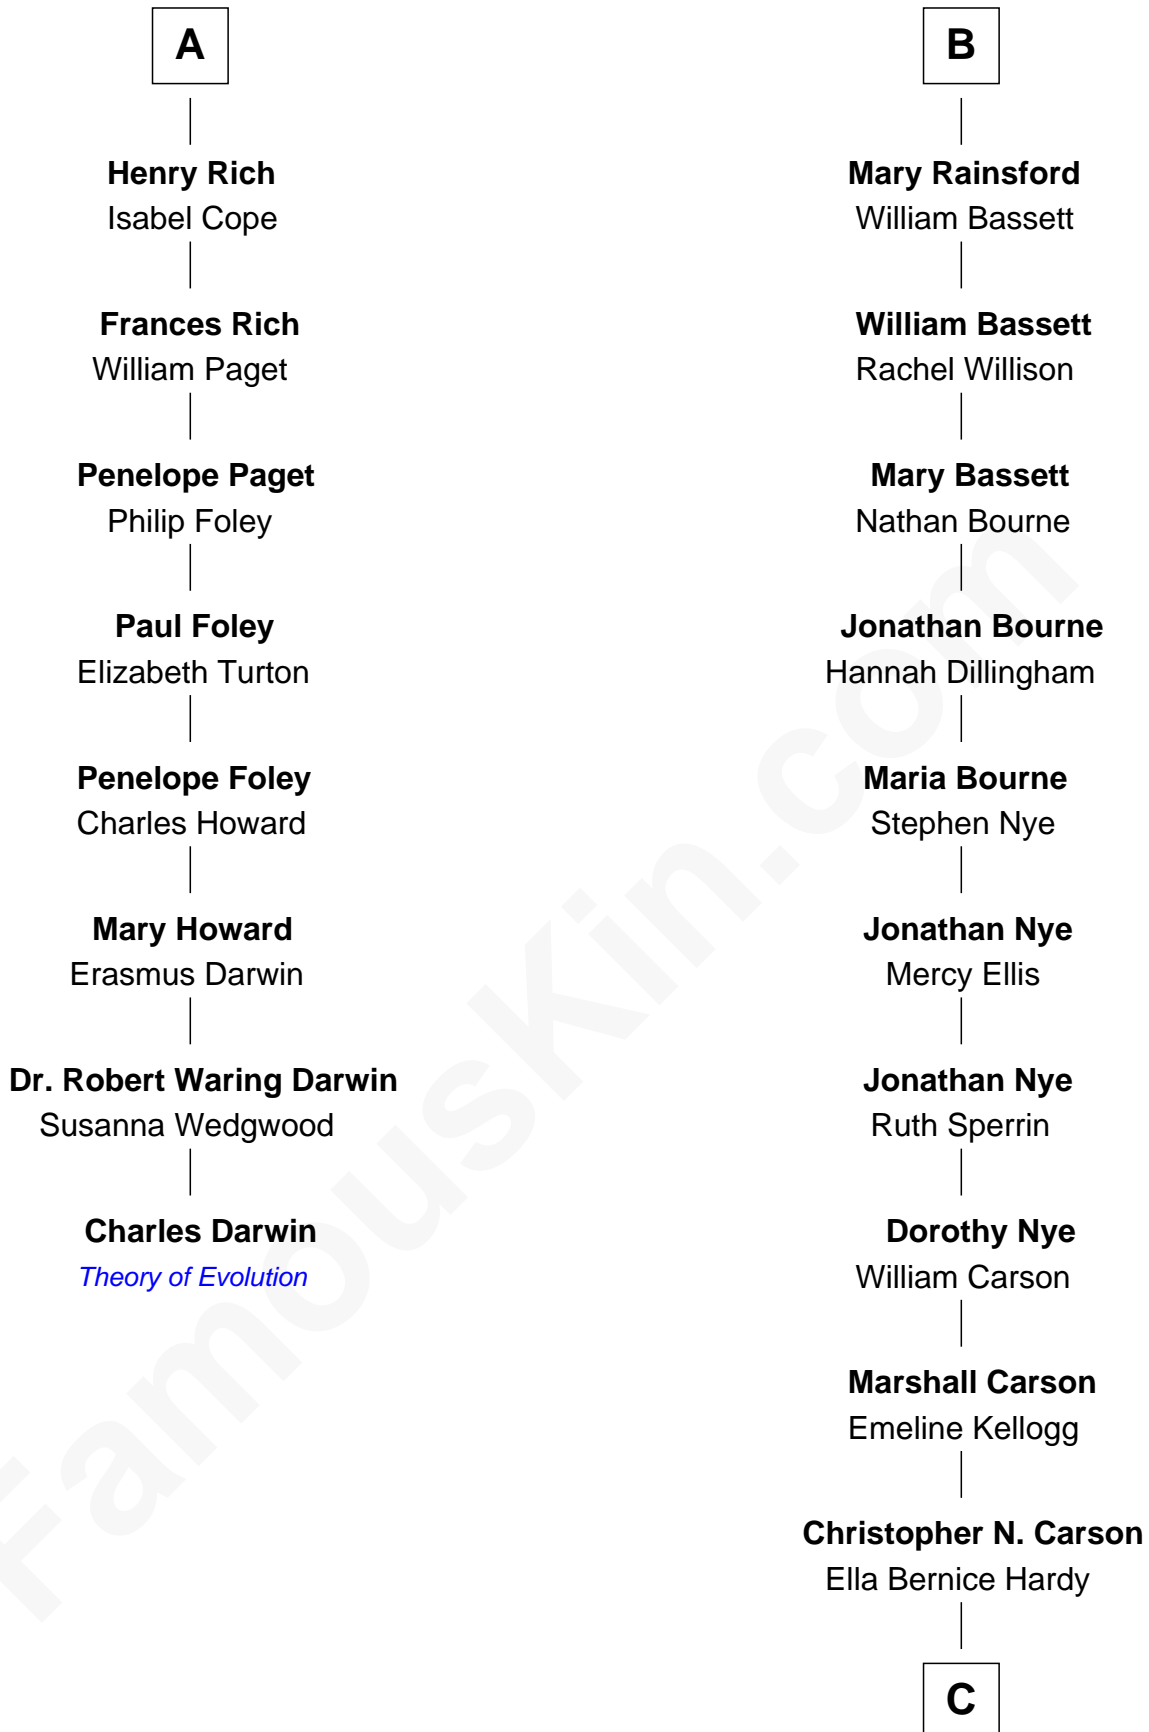 A
Henry Rich
Isabel Cope
Frances Rich
William Paget
Penelope Paget
Philip Foley
Paul Foley
Elizabeth Turton
Penelope Foley
Charles Howard
Mary Howard
Erasmus Darwin
Dr. Robert Waring Darwin
Susanna Wedgwood
Charles Darwin
Theory of Evolution
B
Mary Rainsford
William Bassett
William Bassett
Rachel Willison
Mary Bassett
Nathan Bourne
Jonathan Bourne
Hannah Dillingham
Maria Bourne
Stephen Nye
Jonathan Nye
Mercy Ellis
Jonathan Nye
Ruth Sperrin
Dorothy Nye
William Carson
Marshall Carson
Emeline Kellogg
Christopher N. Carson
Ella Bernice Hardy
C
FamousKin.com